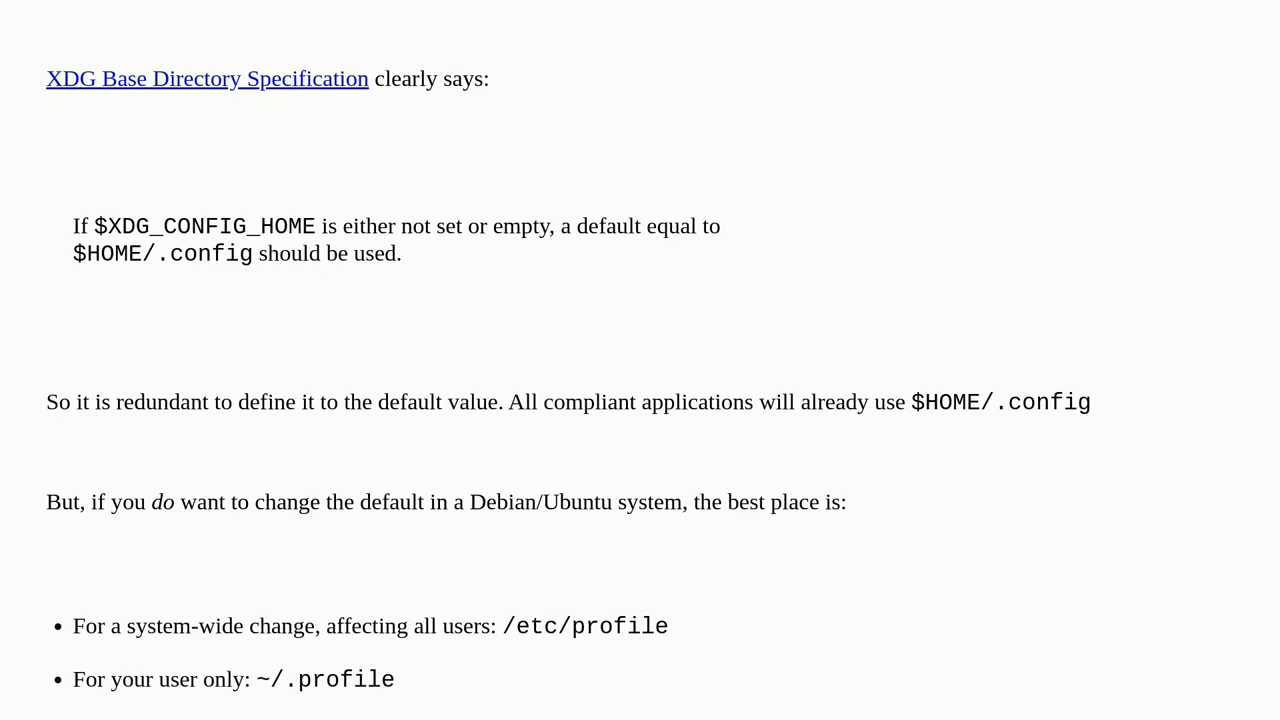 XDG Base Directory Specification clearly says:
If $XDG_CONFIG_HOME is either not set or empty, a default equal to
$HOME/.config should be used.
So it is redundant to define it to the default value. All compliant applications will already use $HOME/.config
But, if you do want to change the default in a Debian/Ubuntu system, the best place is:
• For a system-wide change, affecting all users: /etc/profile
• For your user only: ~/.profile